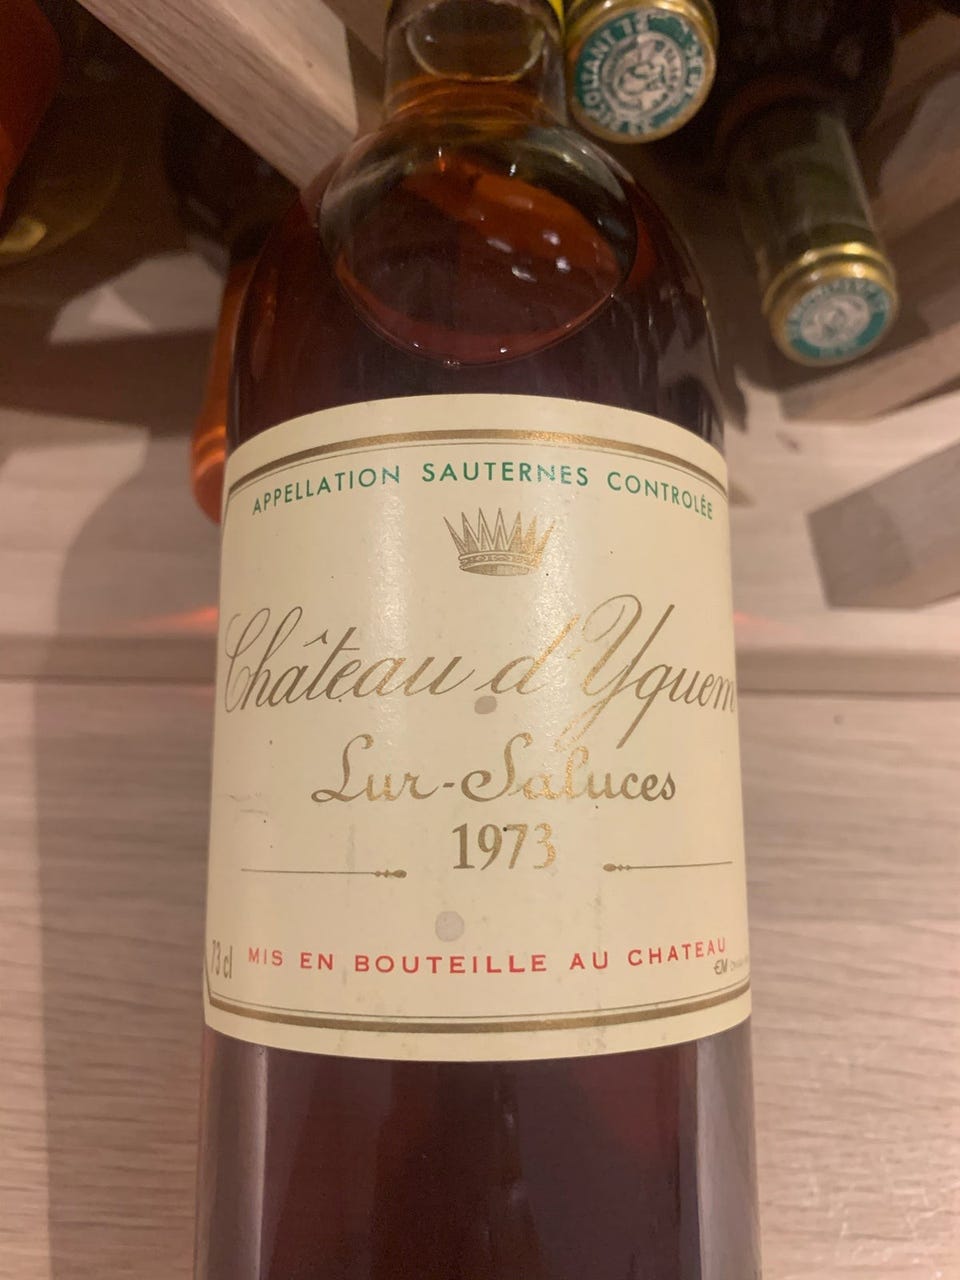 APPELLATION SAUTERNES CONTROLÉE
Château d'Yquem
Lur-Saluces
1973
73 cl
MIS EN BOUTEILLE AU CHATEAU